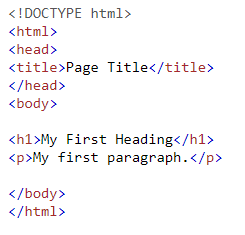 <!DOCTYPE html>
<html>
<head>
<title>Page Title</title>
</head>
<body>

<h1>My First Heading</h1>
<p>My first paragraph.</p>

</body>
</html>